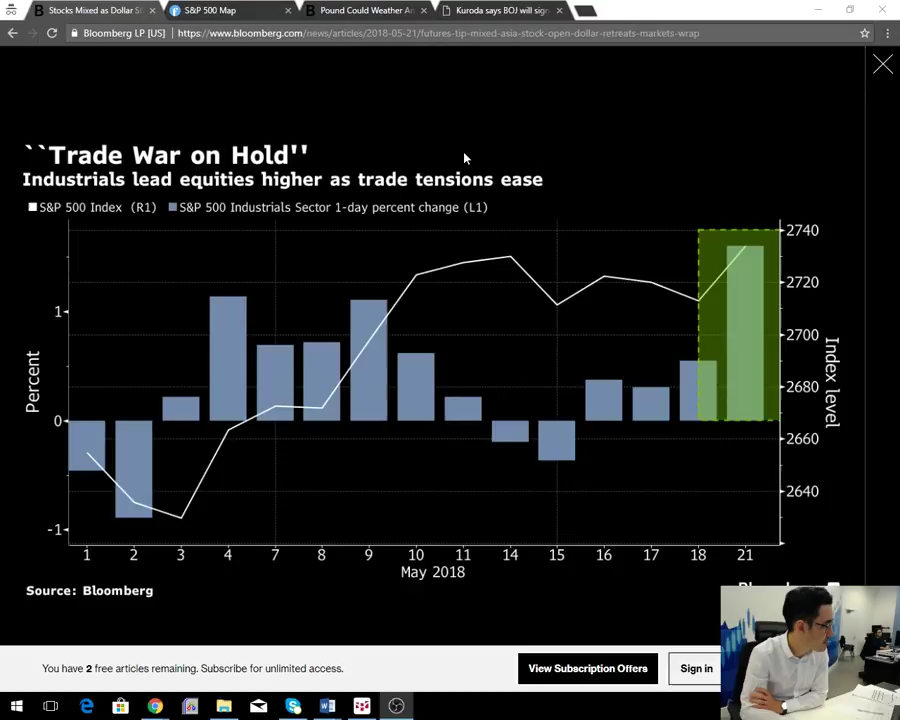 Stocks Mixed as Dollar S
S&P 500 Map
Pound Could Weather A
Kuroda says BOJ will sig
Bloomberg LP [US]
https://www.bloomberg.com/news/articles/2018-05-21/futures-tip-mixed-asia-stock-open-dollar-retreats-markets-wrap
``Trade War on Hold''
Industrials lead equities higher as trade tensions ease
S&P 500 Index (R1)
S&P 500 Industrials Sector 1-day percent change (L1)
2740
2720
1
2700
Percent
Index level
2680
0
2660
2640
-1
1 2 3 4 7 8 9 10 11 14 15 16 17 18 21
May 2018
Source: Bloomberg
You have 2 free articles remaining. Subscribe for unlimited access.
View Subscription Offers
Sign in